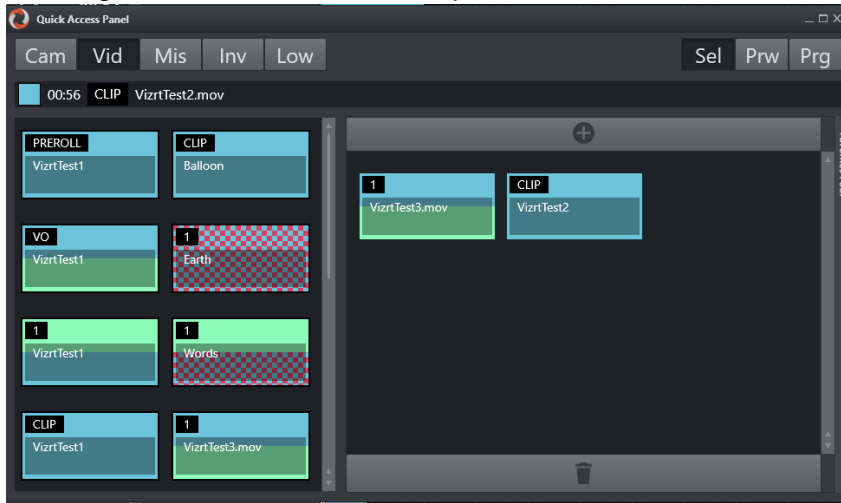 Quick Access Panel
Cam Vid Mis Inv Low Sel Prw Prg
00:56 CLIP VizrtTest2.mov
PREROLL CLIP
VizrtTest1 Balloon
1 CLIP
VizrtTest3.mov VizrtTest2
VO 1
VizrtTest1 Earth
1 1
VizrtTest1 Words
CLIP 1
VizrtTest1 VizrtTest3.mov